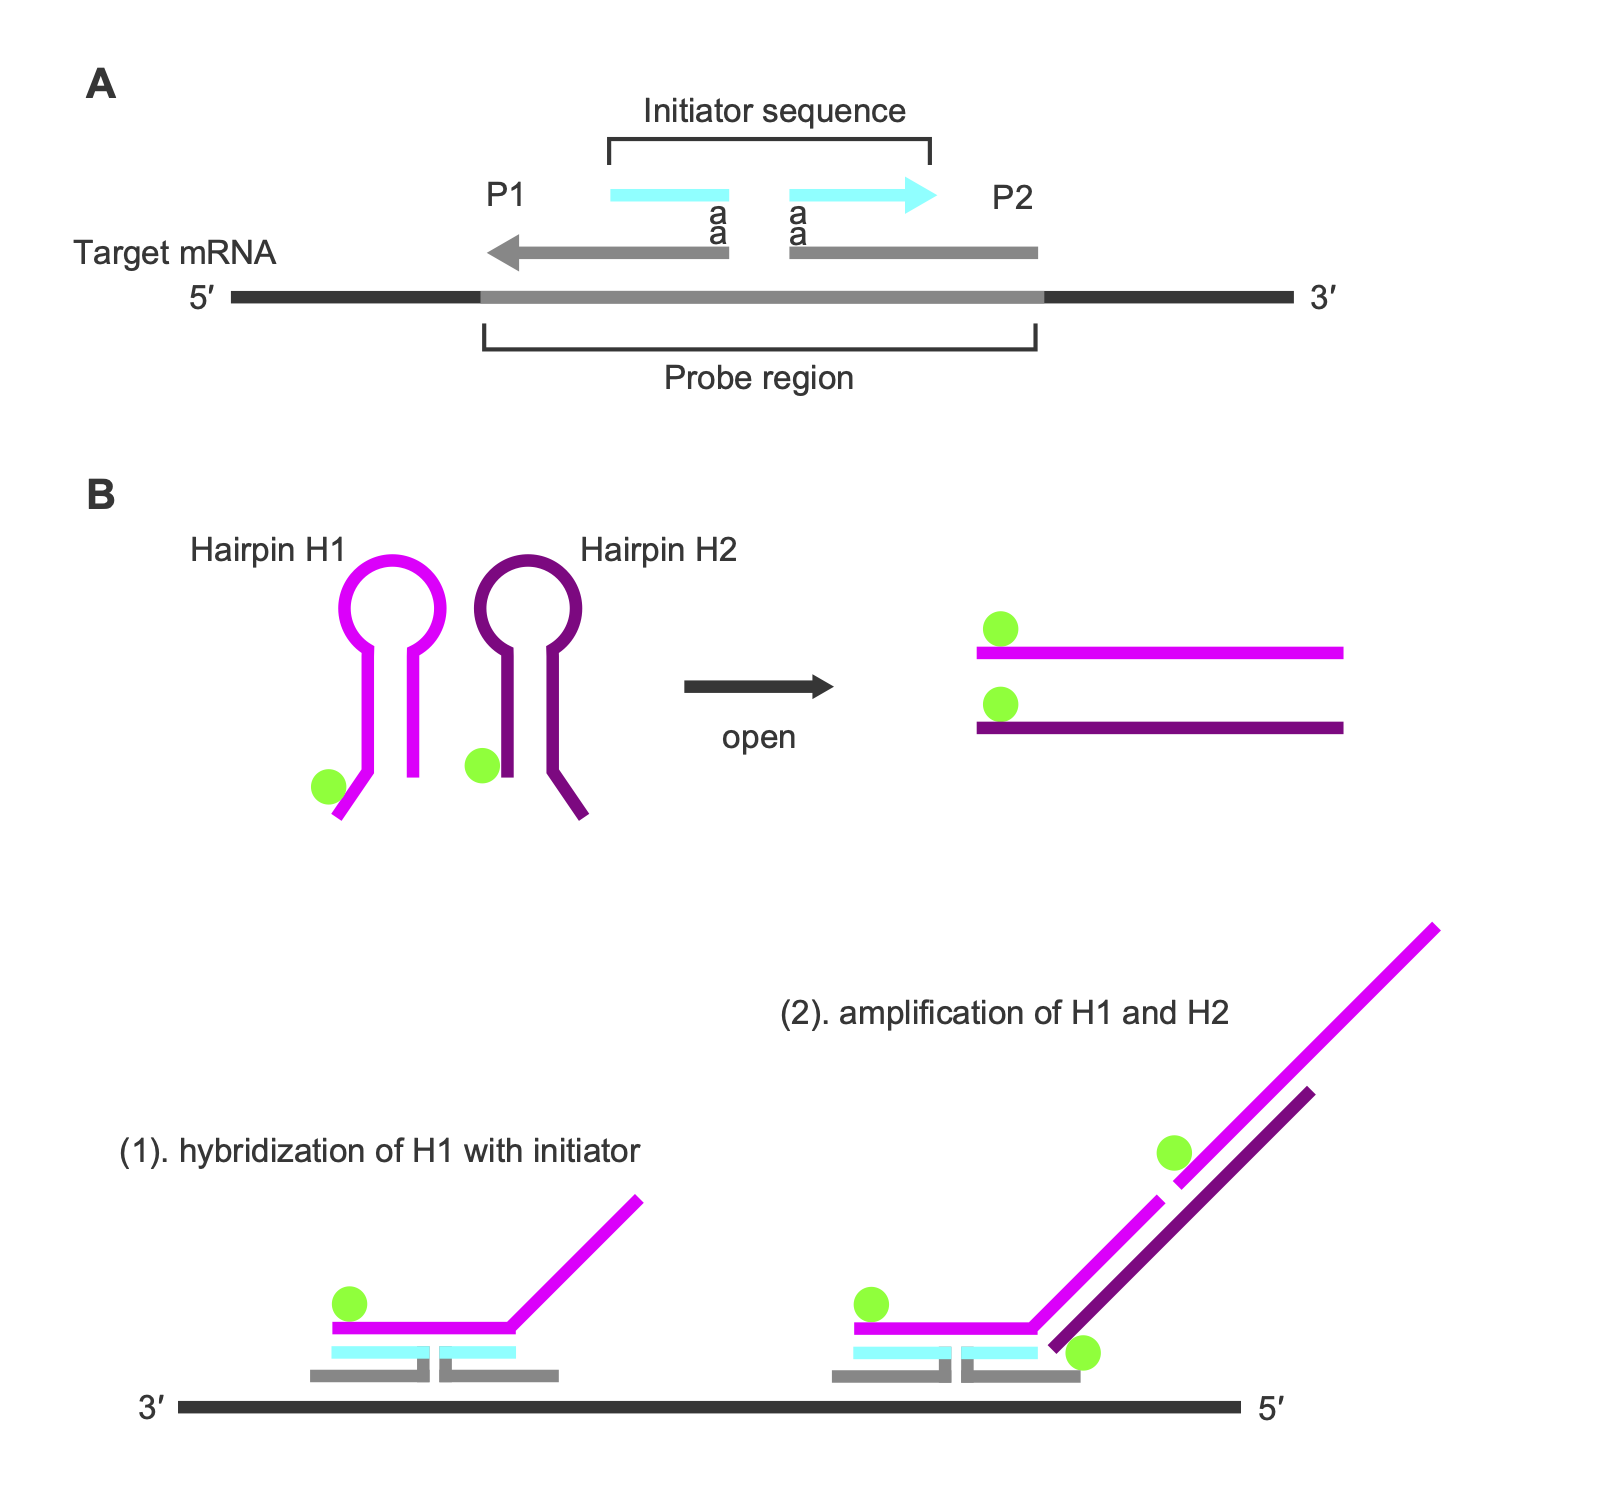 A
Initiator sequence
P1
P2
a
a
a
a
Target mRNA
5′
3′
Probe region
B
Hairpin H1
Hairpin H2
open
(2). amplification of H1 and H2
(1). hybridization of H1 with initiator
3′
5′